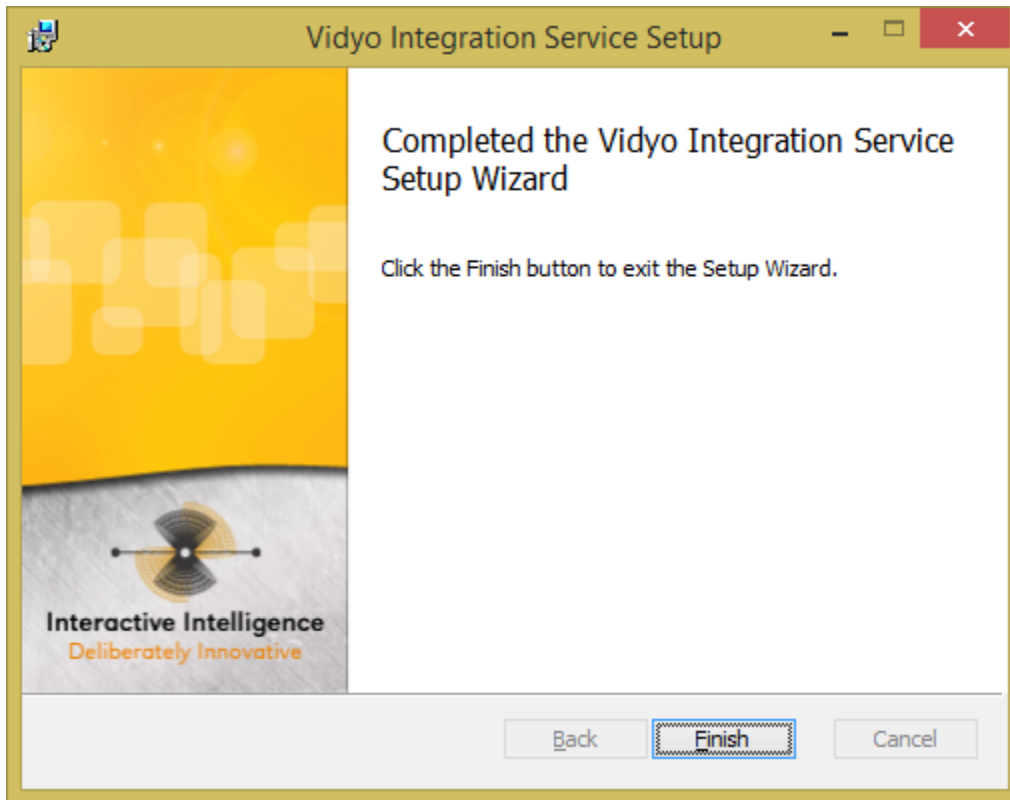 Vidyo Integration Service Setup
Completed the Vidyo Integration Service
Setup Wizard
Click the Finish button to exit the Setup Wizard.
Interactive Intelligence
Deliberately Innovative
Back
Finish
Cancel